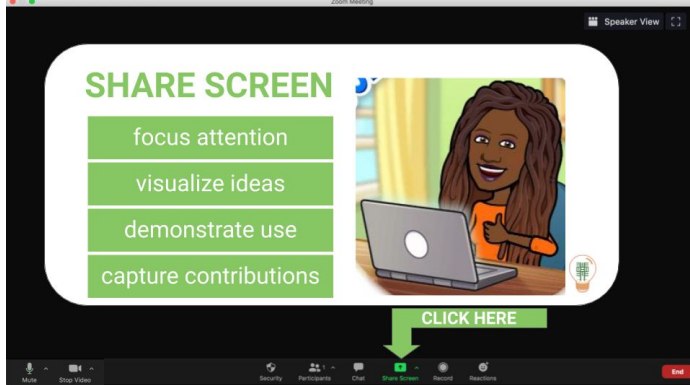 Zoom Meeting
Speaker View
SHARE SCREEN
focus attention
visualize ideas
demonstrate use
capture contributions
CLICK HERE
Mute
Stop Video
Security
Participants
1
Chat
Share Screen
Record
Reactions
End